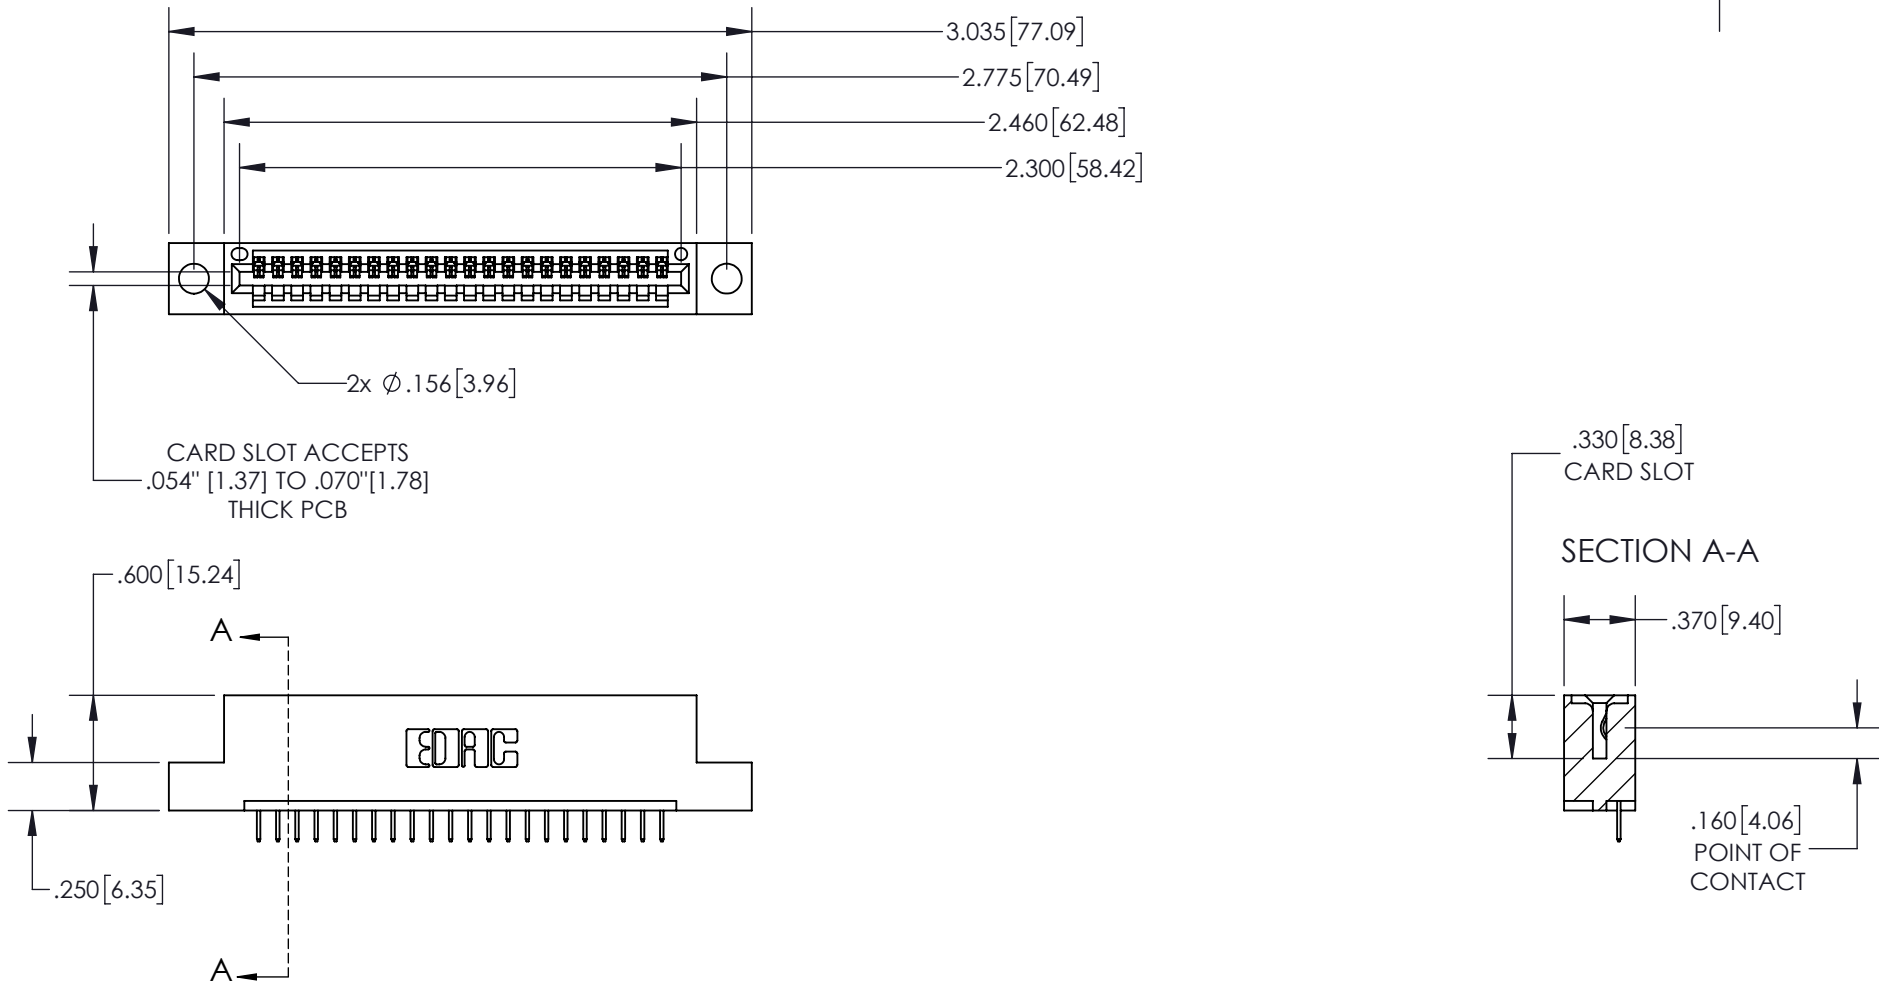 3.035[77.09]
2.775[70.49]
2.460[62.48]
2.300[58.42]
2x ∅.156[3.96]
CARD SLOT ACCEPTS
.054" [1.37] TO .070"[1.78]
THICK PCB
.330[8.38]
CARD SLOT
SECTION A-A
.600[15.24]
.370[9.40]
A
EDAC
.160[4.06]
POINT OF
CONTACT
.250[6.35]
A